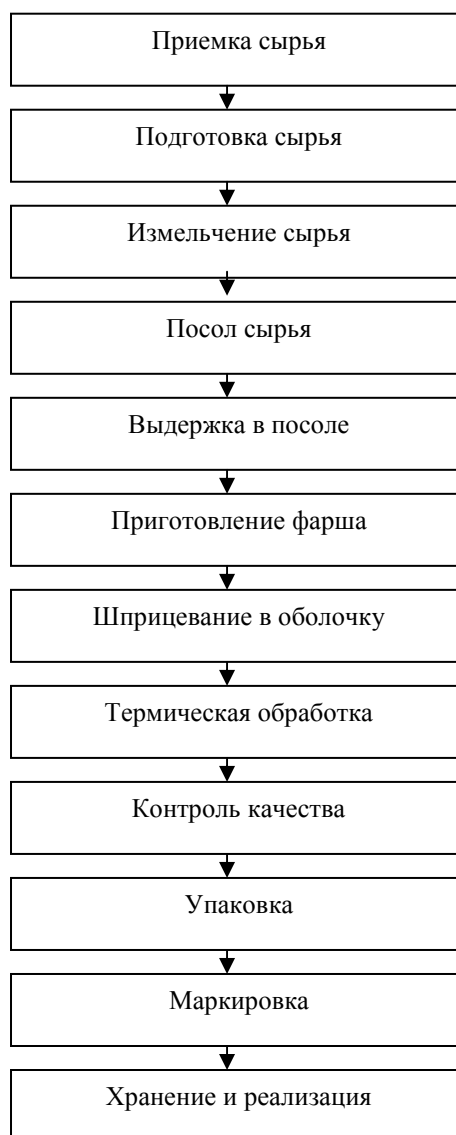 Приемка сырья
Подготовка сырья
Измельчение сырья
Посол сырья
Выдержка в посоле
Приготовление фарша
Шприцевание в оболочку
Термическая обработка
Контроль качества
Упаковка
Маркировка
Хранение и реализация